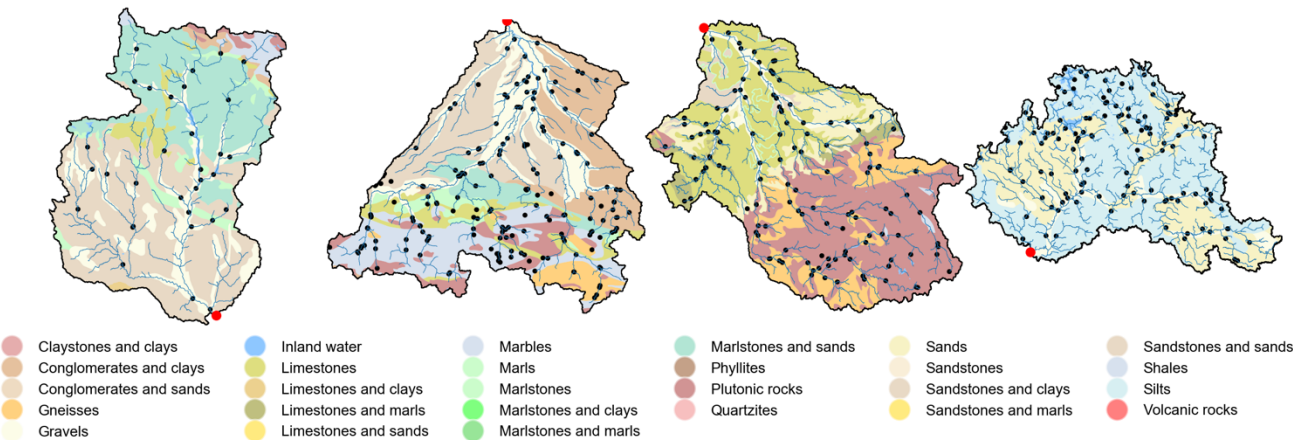 Claystones and clays
Conglomerates and clays
Conglomerates and sands
Gneisses
Gravels
Inland water
Limestones
Limestones and clays
Limestones and marls
Limestones and sands
Marbles
Marls
Marlstones
Marlstones and clays
Marlstones and marls
Marlstones and sands
Phyllites
Plutonic rocks
Quartzites
Sands
Sandstones
Sandstones and clay
Sandstones and marls
Sandstones and sands
Shales
Silts
Volcanic rocks